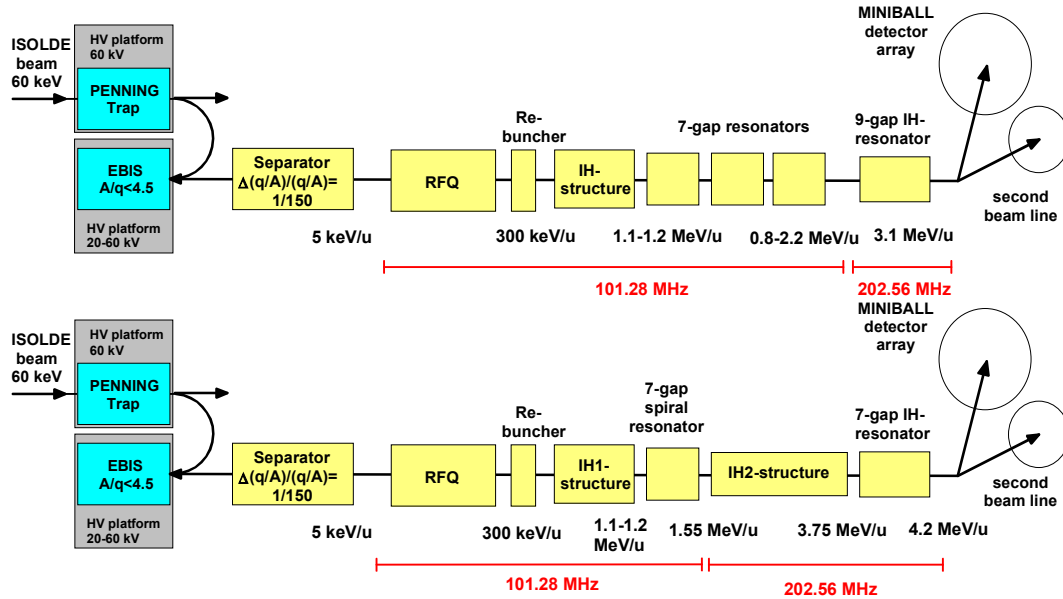 ISOLDE
beam
60 keV
HV platform
60 kV
PENNING
Trap
EBIS
A/q<4.5
HV platform
20-60 kV
Separator
Δ(q/A)/(q/A)=
1/150
RFQ
Re-
buncher
IH-
structure
7-gap resonators
9-gap IH-
resonator
MINIBALL
detector
array
second
beam line
5 keV/u
300 keV/u
1.1-1.2 MeV/u
0.8-2.2 MeV/u
3.1 MeV/u
101.28 MHz
202.56 MHz
ISOLDE
beam
60 keV
HV platform
60 kV
PENNING
Trap
EBIS
A/q<4.5
HV platform
20-60 kV
Separator
Δ(q/A)/(q/A)=
1/150
RFQ
Re-
buncher
IH1-
structure
7-gap
spiral
resonator
IH2-structure
7-gap IH-
resonator
MINIBALL
detector
array
second
beam line
5 keV/u
300 keV/u
1.1-1.2
MeV/u
1.55 MeV/u
3.75 MeV/u
4.2 MeV/u
101.28 MHz
202.56 MHz